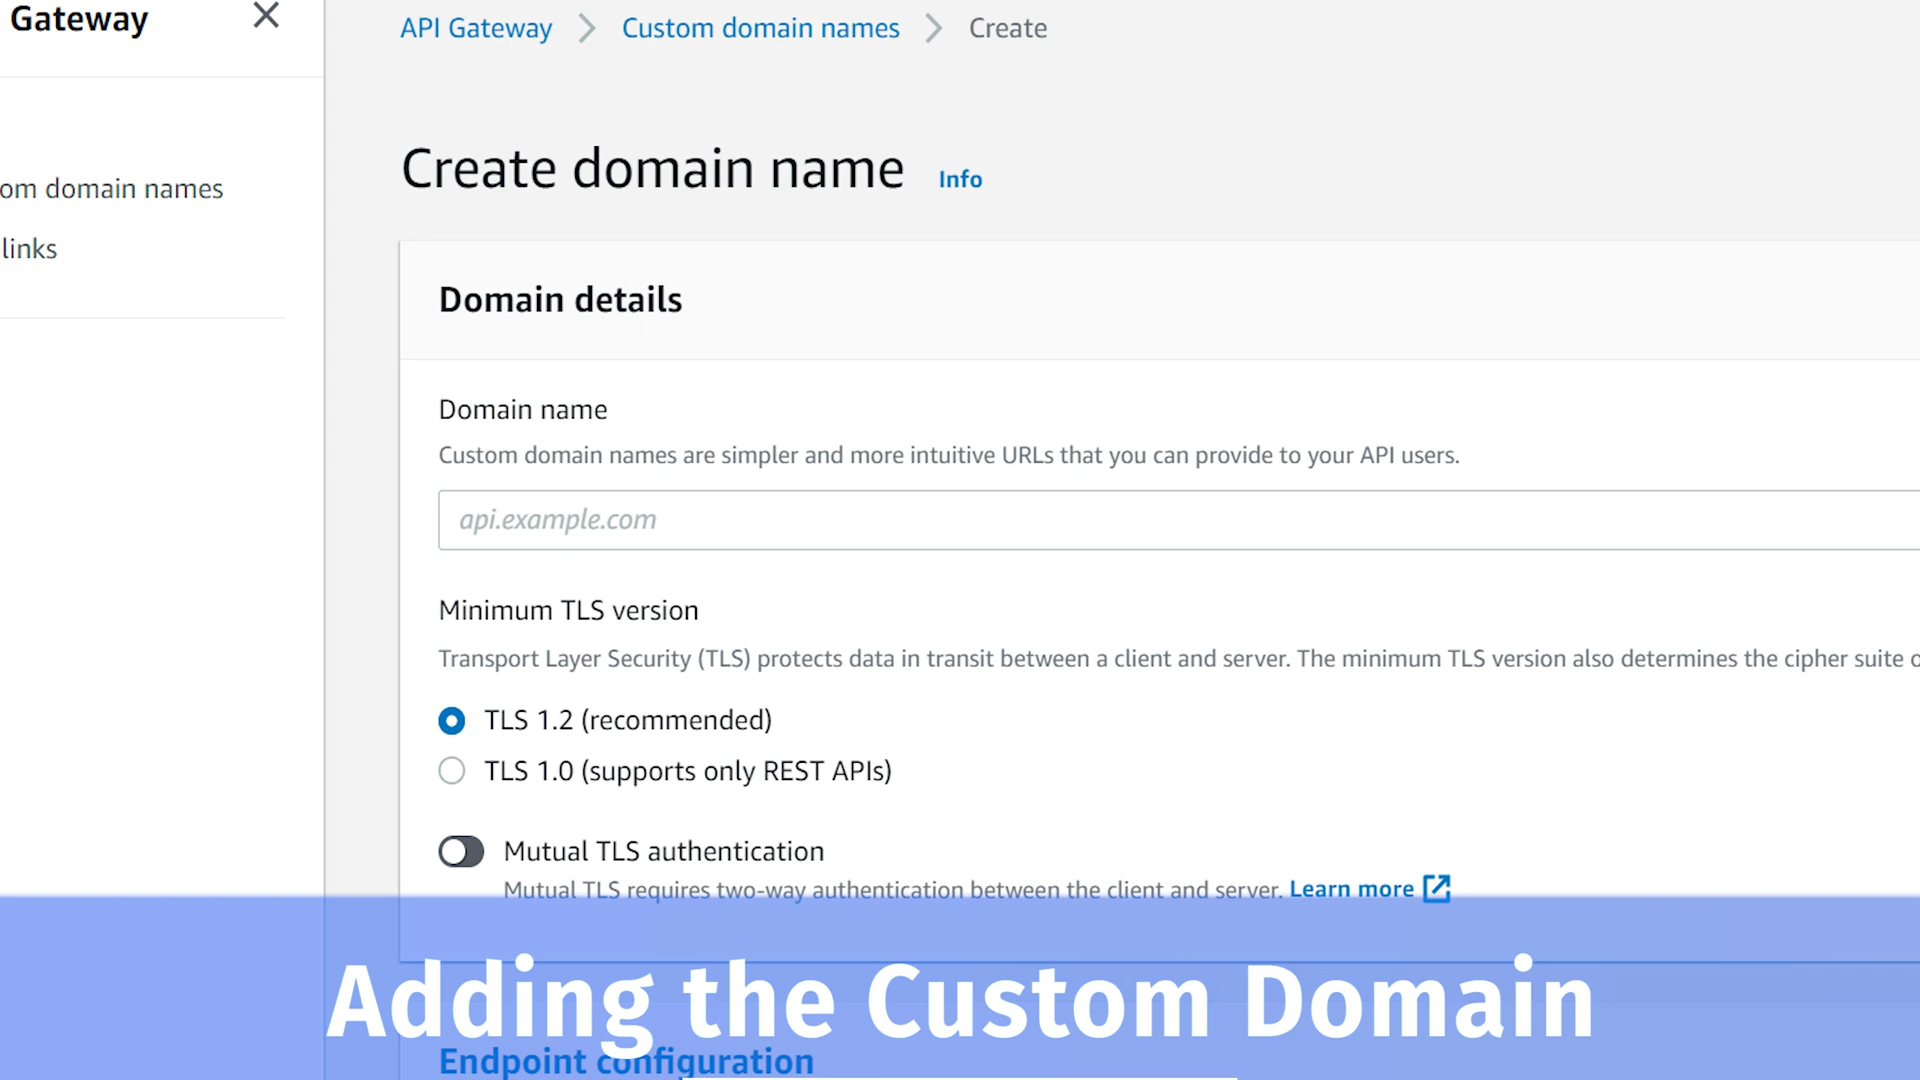 Gateway
API Gateway > Custom domain names > Create
Create domain name Info
om domain names
links
Domain details
Domain name
Custom domain names are simpler and more intuitive URLs that you can provide to your API users.
api.example.com
Minimum TLS version
Transport Layer Security (TLS) protects data in transit between a client and server. The minimum TLS version also determines the cipher suite
TLS 1.2 (recommended)
TLS 1.0 (supports only REST APIs)
Mutual TLS authentication
Mutual TLS requires two-way authentication between the client and server. Learn more
Adding the Custom Domain
Endpoint configuration